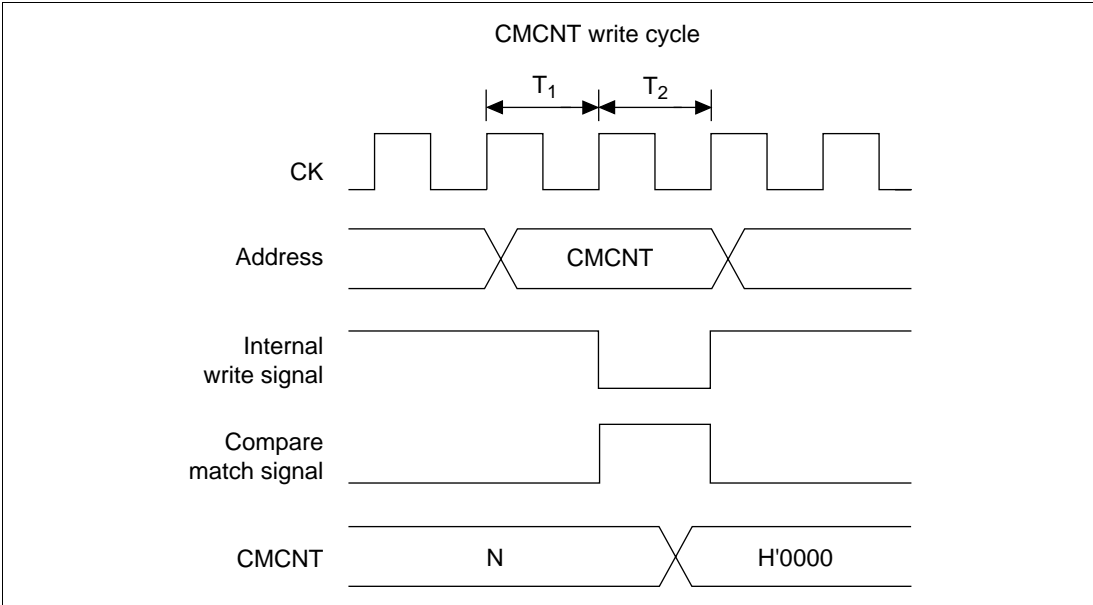 CMCNT write cycle
T1 T2
CK
Address CMCNT
Internal
write signal
Compare
match signal
CMCNT N H'0000